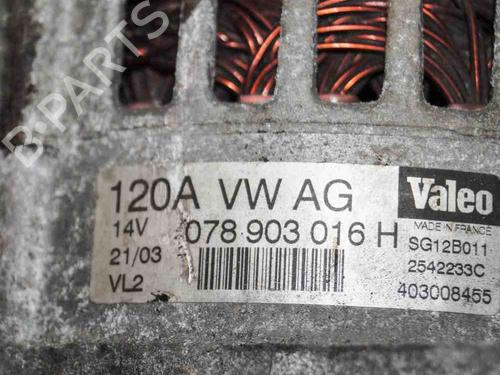 B-PARTS
120A VW AG
Valeo
14V
078 903 016 H
MADE IN FRANCE
21/03
SG12B011
VL2
2542233C
403008455